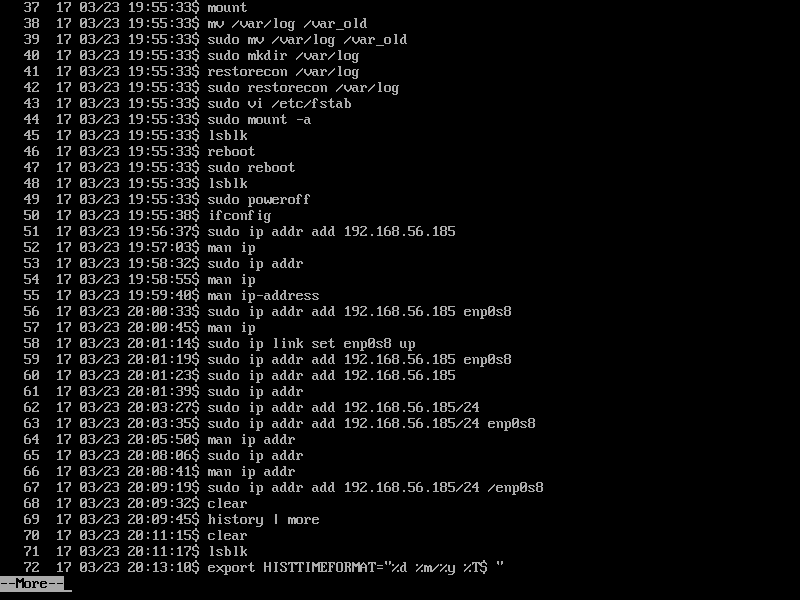 37  17 03/23 19:55:33$ mount
38  17 03/23 19:55:33$ mv /var/log /var_old
39  17 03/23 19:55:33$ sudo mv /var/log /var_old
40  17 03/23 19:55:33$ sudo mkdir /var/log
41  17 03/23 19:55:33$ restorecon /var/log
42  17 03/23 19:55:33$ sudo restorecon /var/log
43  17 03/23 19:55:33$ sudo vi /etc/fstab
44  17 03/23 19:55:33$ sudo mount -a
45  17 03/23 19:55:33$ lsblk
46  17 03/23 19:55:33$ reboot
47  17 03/23 19:55:33$ sudo reboot
48  17 03/23 19:55:33$ lsblk
49  17 03/23 19:55:33$ sudo poweroff
50  17 03/23 19:55:38$ ifconfig
51  17 03/23 19:56:37$ sudo ip addr add 192.168.56.185
52  17 03/23 19:57:03$ man ip
53  17 03/23 19:58:32$ sudo ip addr
54  17 03/23 19:58:55$ man ip
55  17 03/23 19:59:40$ man ip-address
56  17 03/23 20:00:33$ sudo ip addr add 192.168.56.185 enp0s8
57  17 03/23 20:00:45$ man ip
58  17 03/23 20:01:14$ sudo ip link set enp0s8 up
59  17 03/23 20:01:19$ sudo ip addr add 192.168.56.185 enp0s8
60  17 03/23 20:01:23$ sudo ip addr add 192.168.56.185
61  17 03/23 20:01:39$ sudo ip addr
62  17 03/23 20:03:27$ sudo ip addr add 192.168.56.185/24
63  17 03/23 20:03:35$ sudo ip addr add 192.168.56.185/24 enp0s8
64  17 03/23 20:05:50$ man ip addr
65  17 03/23 20:08:06$ sudo ip addr
66  17 03/23 20:08:41$ man ip addr
67  17 03/23 20:09:19$ sudo ip addr add 192.168.56.185/24 /enp0s8
68  17 03/23 20:09:32$ clear
69  17 03/23 20:09:45$ history | more
70  17 03/23 20:11:15$ clear
71  17 03/23 20:11:17$ lsblk
72  17 03/23 20:13:10$ export HISTTIMEFORMAT="%d %m/%y %T$ "
--More--_